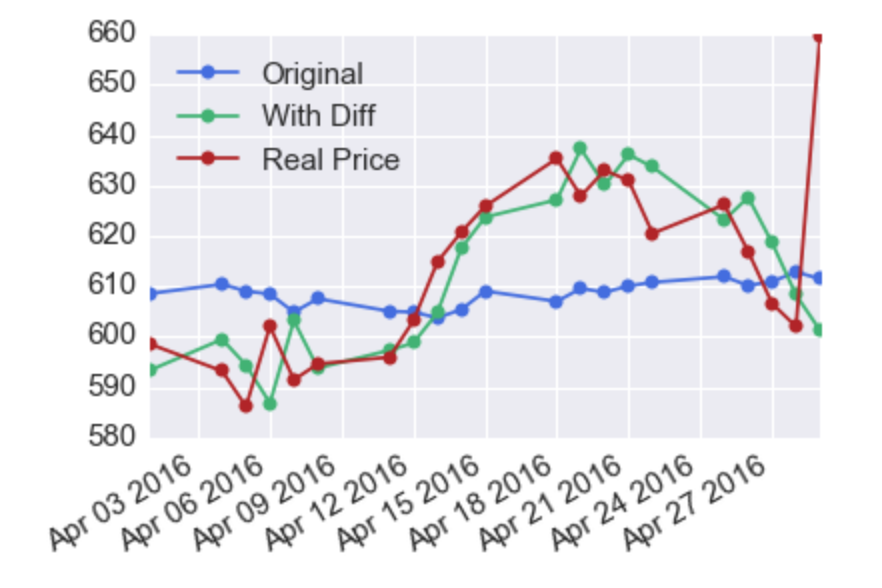 660
650
640
630
620
610
600
590
580
Original
With Diff
Real Price
Apr 03 2016
Apr 06 2016
Apr 09 2016
Apr 12 2016
Apr 15 2016
Apr 18 2016
Apr 21 2016
Apr 24 2016
Apr 27 2016